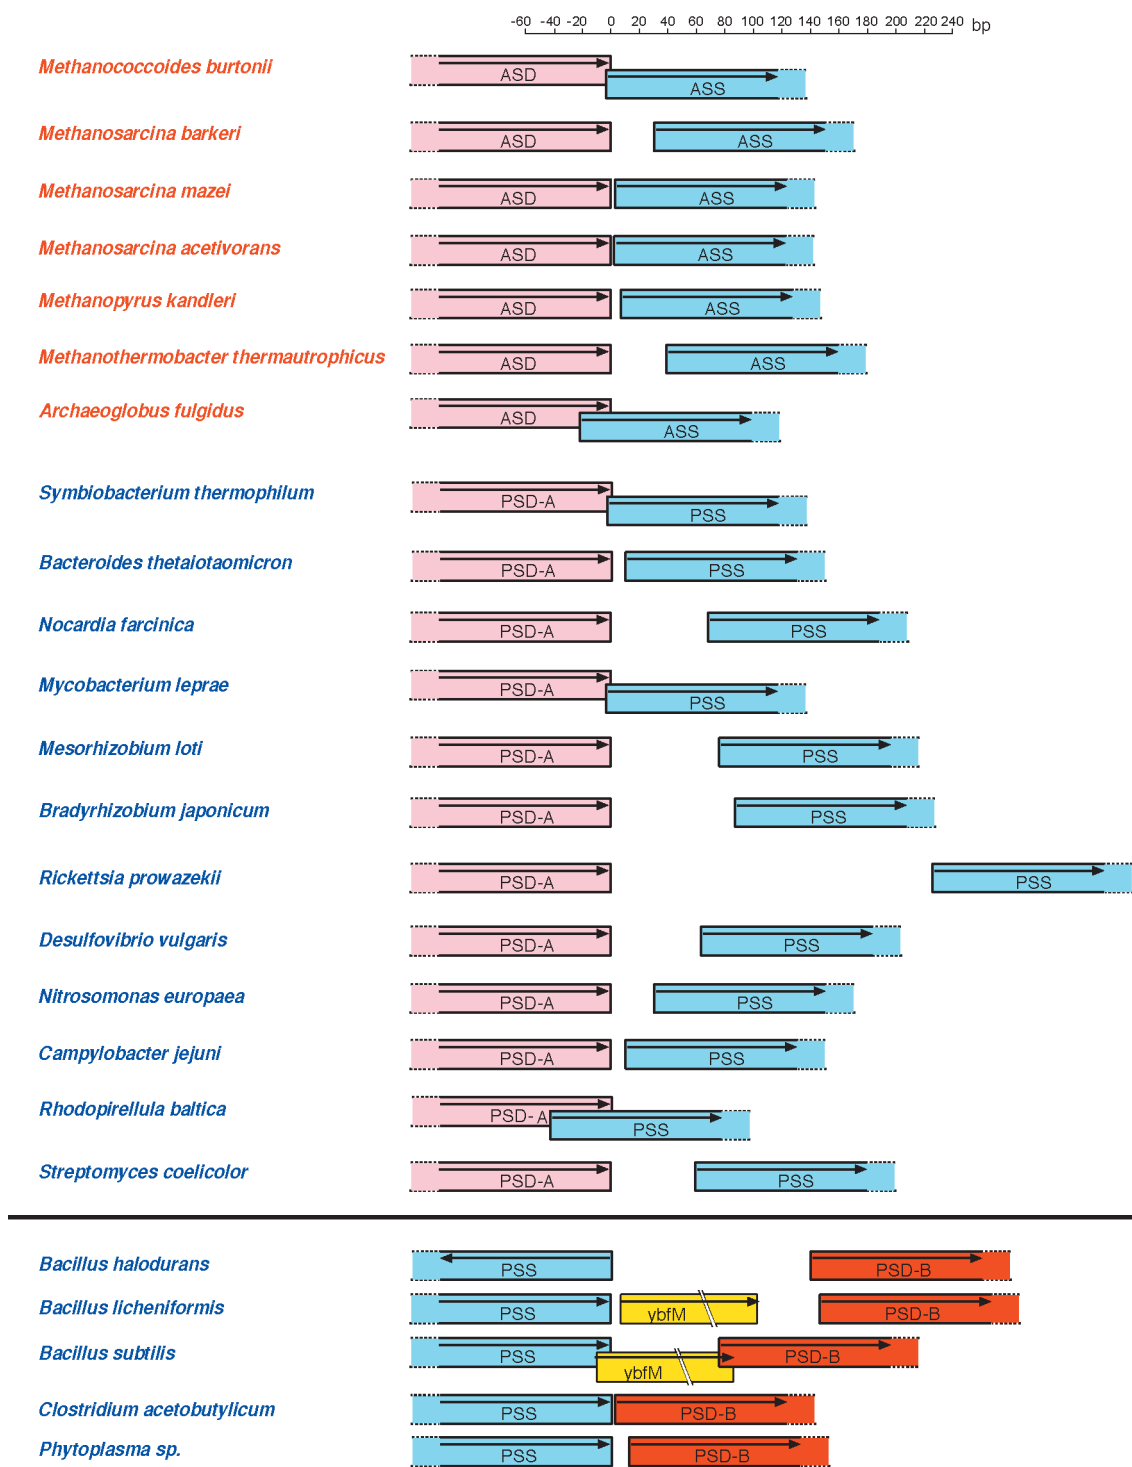 -60 -40 -20 0 20 40 60 80 100 120 140 160 180 200 220 240 bp
Methanococcoides burtonii ASD ASS
Methanosarcina barkeri ASD ASS
Methanosarcina mazei ASD ASS
Methanosarcina acetivorans ASD ASS
Methanopyrus kandleri ASD ASS
Methanothermobacter thermautrophicus ASD ASS
Archaeoglobus fulgidus ASD ASS
Symbiobacterium thermophilum PSD-A PSS
Bacteroides thetaiotaomicron PSD-A PSS
Nocardia farcinica PSD-A PSS
Mycobacterium leprae PSD-A PSS
Mesorhizobium loti PSD-A PSS
Bradyrhizobium japonicum PSD-A PSS
Rickettsia prowazekii PSD-A PSS
Desulfovibrio vulgaris PSD-A PSS
Nitrosomonas europaea PSD-A PSS
Campylobacter jejuni PSD-A PSS
Rhodopirellula baltica PSD-A PSS
Streptomyces coelicolor PSD-A PSS
Bacillus halodurans PSS PSD-B
Bacillus licheniformis PSS ybfM PSD-B
Bacillus subtilis PSS ybfM PSD-B
Clostridium acetobutylicum PSS PSD-B
Phytoplasma sp. PSS PSD-B